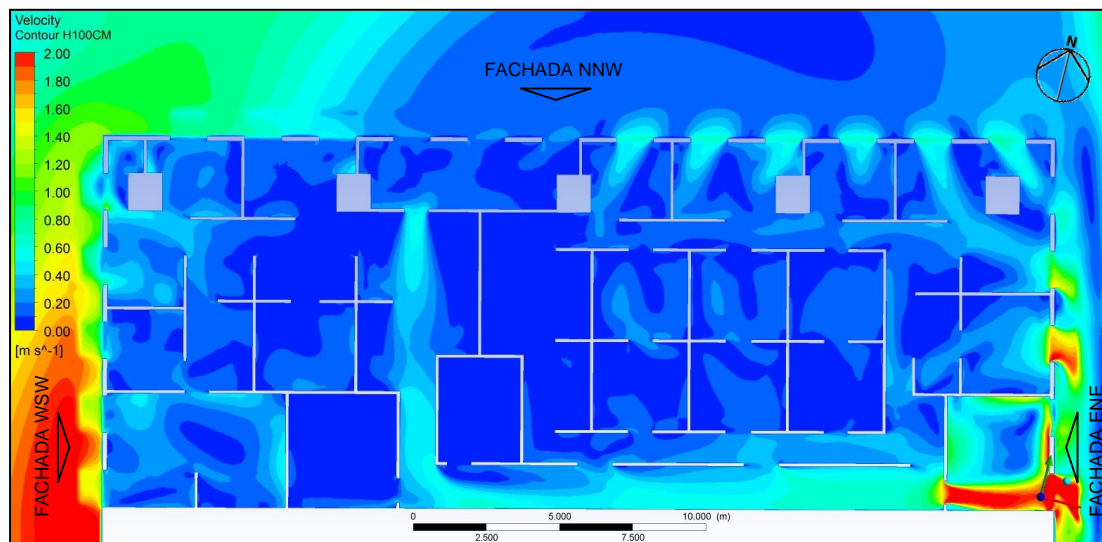 Velocity
Contour H100CM
2.00
1.80
1.60
1.40
1.20
1.00
0.80
0.60
0.40
0.20
0.00
[m s^-1]
FACHADA NNW
N
FACHADA WSW
FACHADA ENE
0 5.000 10.000 (m)
2.500 7.500